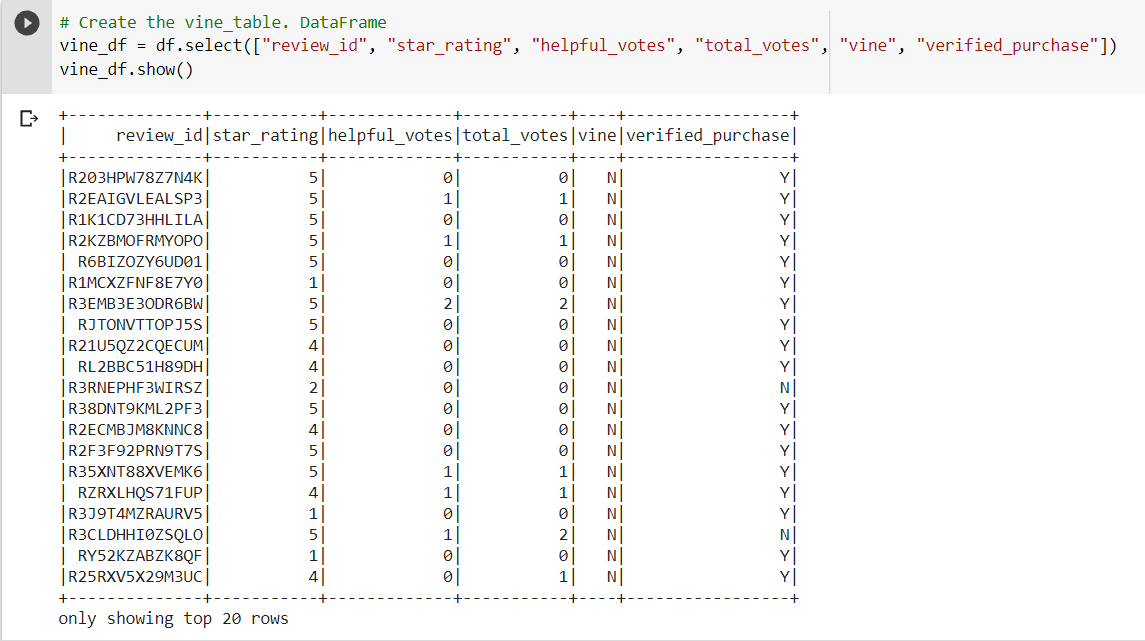 # Create the vine_table. DataFrame
vine_df = df.select(["review_id", "star_rating", "helpful_votes", "total_votes", "vine", "verified_purchase"])
vine_df.show()
+--------------+-----------+-------------+-----------+----+-----------------+
|     review_id|star_rating|helpful_votes|total_votes|vine|verified_purchase|
+--------------+-----------+-------------+-----------+----+-----------------+
|R203HPW78Z7N4K|          5|            0|          0|   N|                Y|
|R2EAIGVLEALSP3|          5|            1|          1|   N|                Y|
|R1K1CD73HHLILA|          5|            0|          0|   N|                Y|
|R2KZBMOFRMYOPO|          5|            1|          1|   N|                Y|
| R6BIZOZY6UD01|          5|            0|          0|   N|                Y|
|R1MCXZFNF8E7Y0|          1|            0|          0|   N|                Y|
|R3EMB3E3ODR6BW|          5|            2|          2|   N|                Y|
| RJTONVTTOPJ5S|          5|            0|          0|   N|                Y|
|R21U5QZ2CQECUM|          4|            0|          0|   N|                Y|
| RL2BBC51H89DH|          4|            0|          0|   N|                Y|
|R3RNEPHF3WIRSZ|          2|            0|          0|   N|                N|
|R38DNT9KML2PF3|          5|            0|          0|   N|                Y|
|R2ECMBJM8KNNC8|          4|            0|          0|   N|                Y|
|R2F3F92PRN9T7S|          5|            0|          0|   N|                Y|
|R35XNT88XVEMK6|          5|            1|          1|   N|                Y|
| RZRXLHQS71FUP|          4|            1|          1|   N|                Y|
|R3J9T4MZRAURV5|          1|            0|          0|   N|                Y|
|R3CLDHHI0ZSQLO|          5|            1|          2|   N|                N|
| RY52KZABZK8QF|          1|            0|          0|   N|                Y|
|R25RXV5X29M3UC|          4|            0|          1|   N|                Y|
+--------------+-----------+-------------+-----------+----+-----------------+
only showing top 20 rows